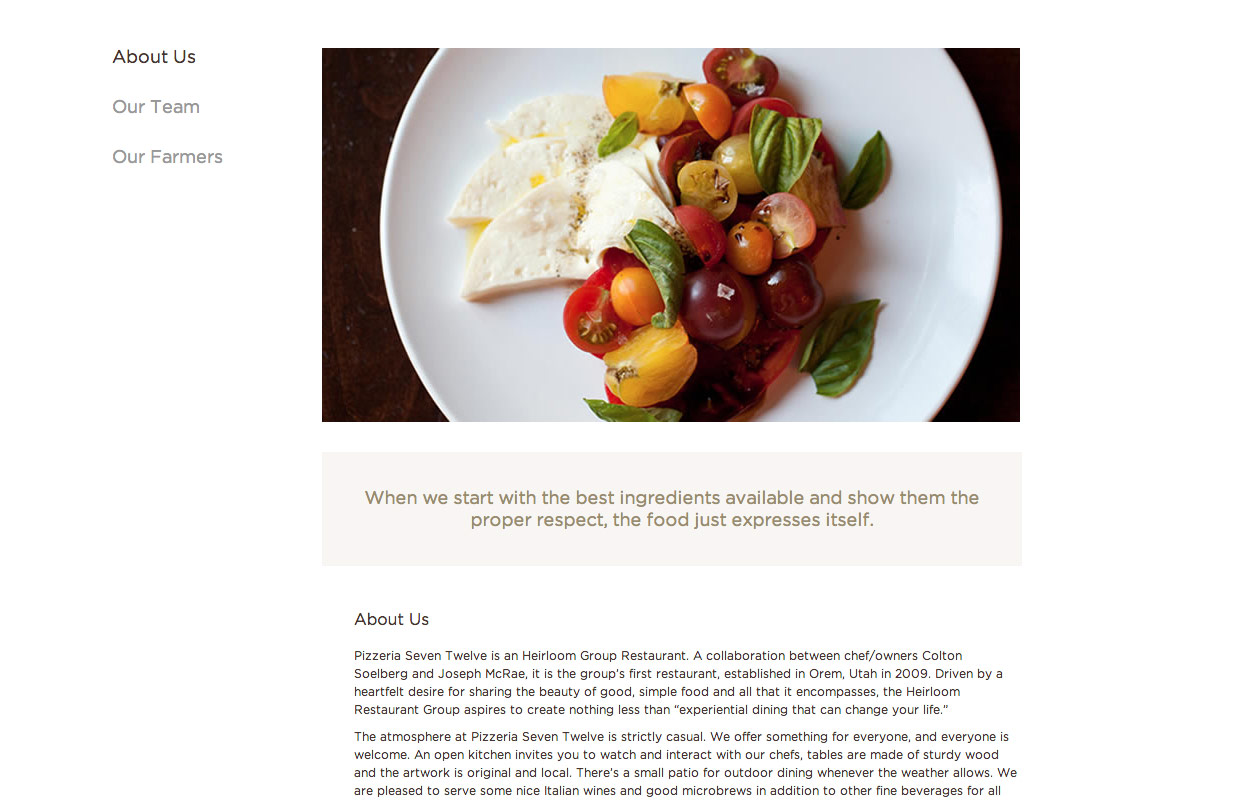 About Us
Our Team
Our Farmers
When we start with the best ingredients available and show them the
proper respect, the food just expresses itself.
About Us
Pizzeria Seven Twelve is an Heirloom Group Restaurant. A collaboration between chef/owners Colton
Soelberg and Joseph McRae, it is the group’s first restaurant, established in Orem, Utah in 2009. Driven by a
heartfelt desire for sharing the beauty of good, simple food and all that it encompasses, the Heirloom
Restaurant Group aspires to create nothing less than “experiential dining that can change your life.”
The atmosphere at Pizzeria Seven Twelve is strictly casual. We offer something for everyone, and everyone is
welcome. An open kitchen invites you to watch and interact with our chefs, tables are made of sturdy wood
and the artwork is original and local. There’s a small patio for outdoor dining whenever the weather allows. We
are pleased to serve some nice Italian wines and good microbrews in addition to other fine beverages for all